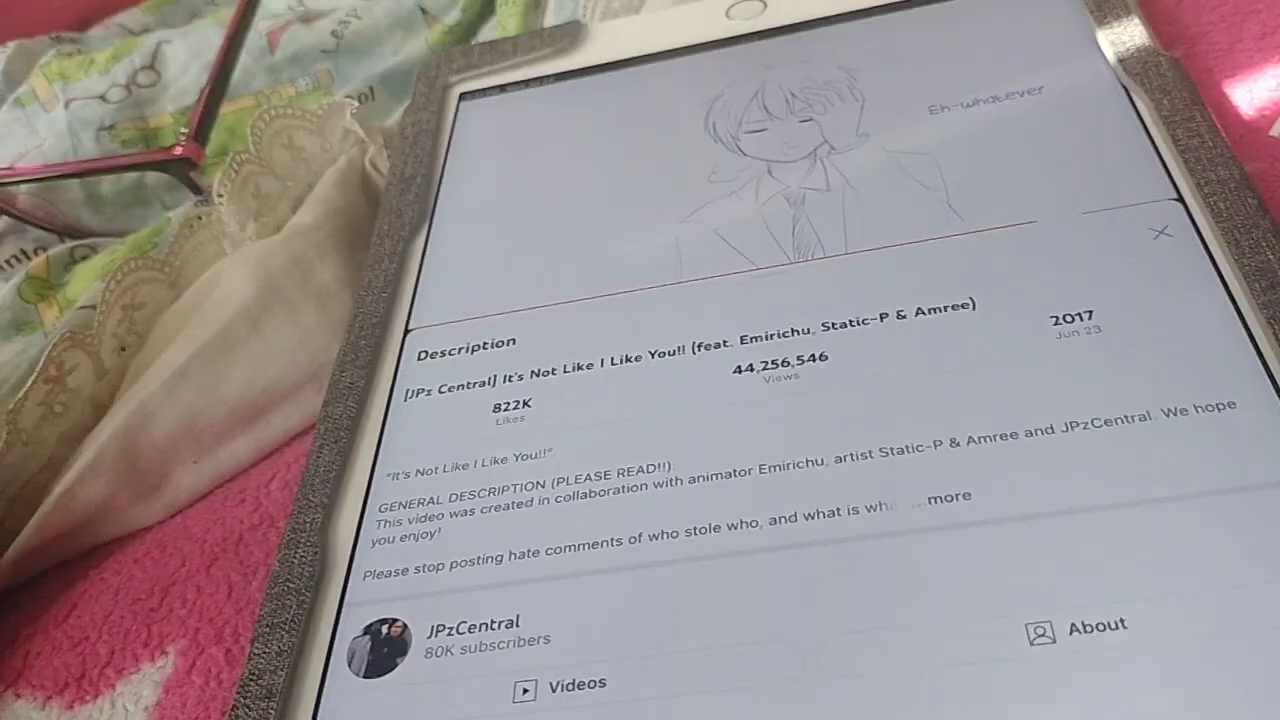 Leap
ol
into
Eh-whatever
Description
[JPz Central] It's Not Like I Like You!! (feat. Emirichu, Static-P & Amree)
822K
Likes
44,256,546
Views
2017
Jun 23
"It's Not Like I Like You!!"
GENERAL DESCRIPTION (PLEASE READ!!)
This video was created in collaboration with animator Emirichu, artist Static-P & Amree and JPzCentral. We hope
you enjoy!
Please stop posting hate comments of who stole who, and what is wh ...more
JPzCentral
80K subscribers
Videos
About